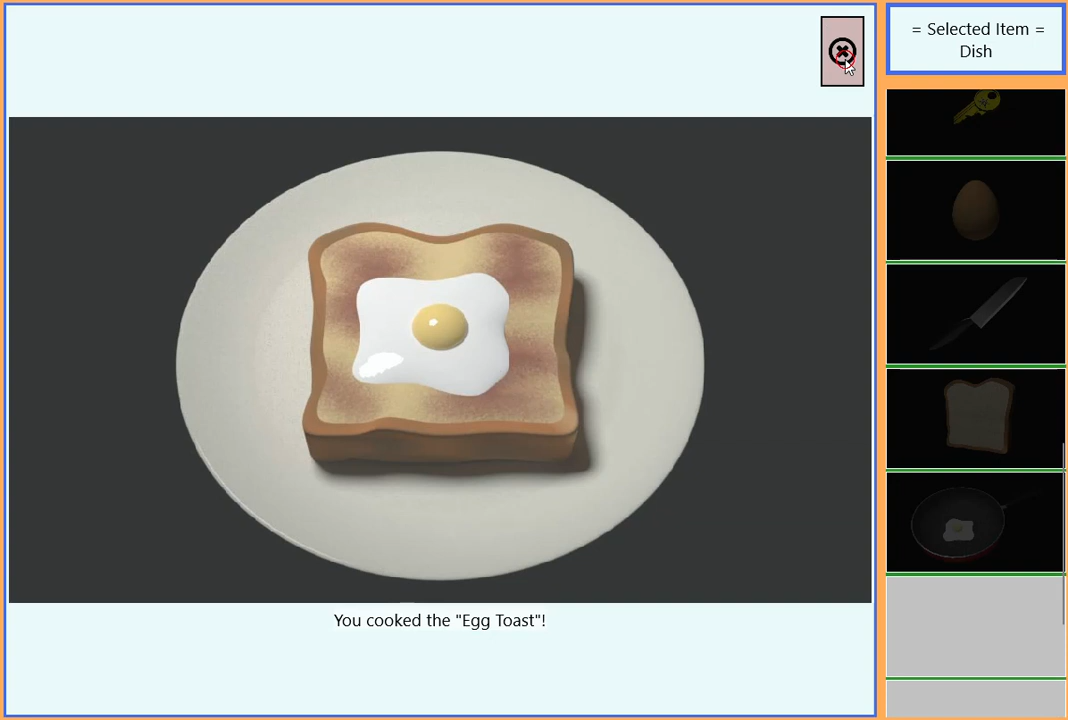 = Selected Item =
Dish
You cooked the "Egg Toast"!